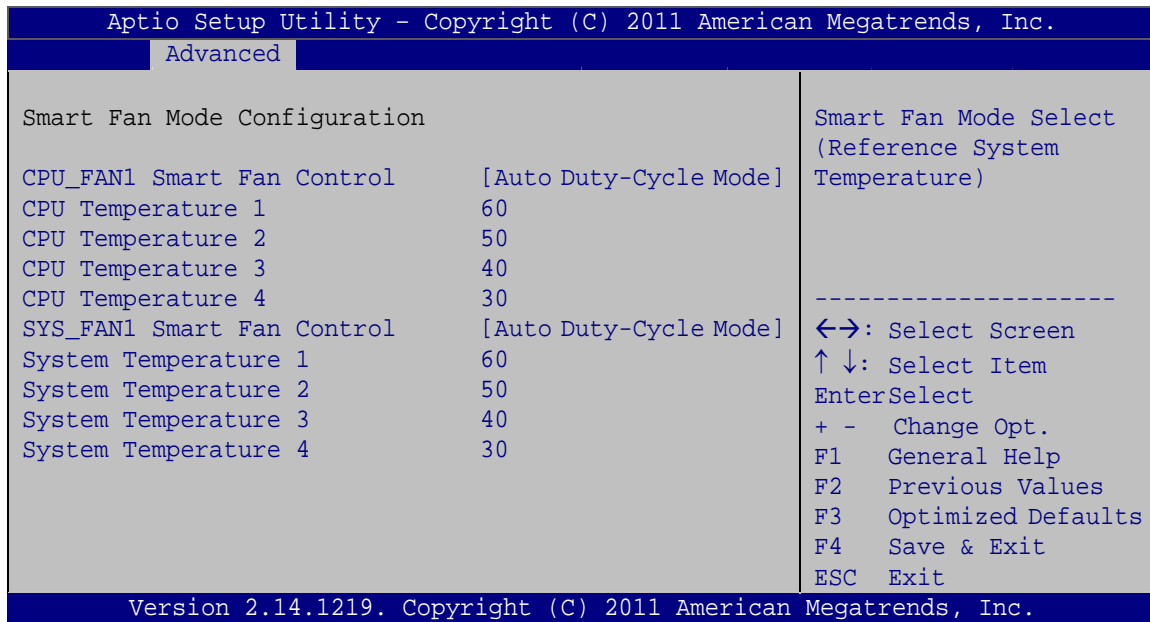 Aptio Setup Utility – Copyright (C) 2011 American Megatrends, Inc.
Advanced
Smart Fan Mode Configuration
CPU_FAN1 Smart Fan Control [Auto Duty-Cycle Mode]
CPU Temperature 1 60
CPU Temperature 2 50
CPU Temperature 3 40
CPU Temperature 4 30
SYS_FAN1 Smart Fan Control [Auto Duty-Cycle Mode]
System Temperature 1 60
System Temperature 2 50
System Temperature 3 40
System Temperature 4 30
Smart Fan Mode Select
(Reference System
Temperature)
---------------------
←→: Select Screen
↑ ↓: Select Item
EnterSelect
+ - Change Opt.
F1 General Help
F2 Previous Values
F3 Optimized Defaults
F4 Save & Exit
ESC Exit
Version 2.14.1219. Copyright (C) 2011 American Megatrends, Inc.